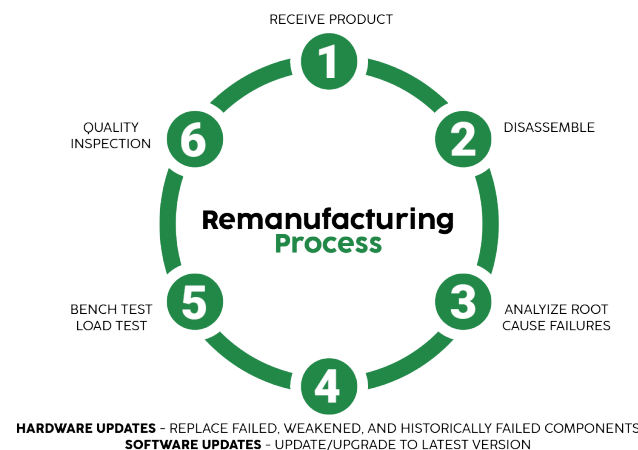 RECEIVE PRODUCT
1
2
DISASSEMBLE
3
ANALYIZE ROOT
CAUSE FAILURES
4
HARDWARE UPDATES - REPLACE FAILED, WEAKENED, AND HISTORICALLY FAILED COMPONENTS
SOFTWARE UPDATES - UPDATE/UPGRADE TO LATEST VERSION
5
BENCH TEST
LOAD TEST
6
QUALITY
INSPECTION
Remanufacturing
Process